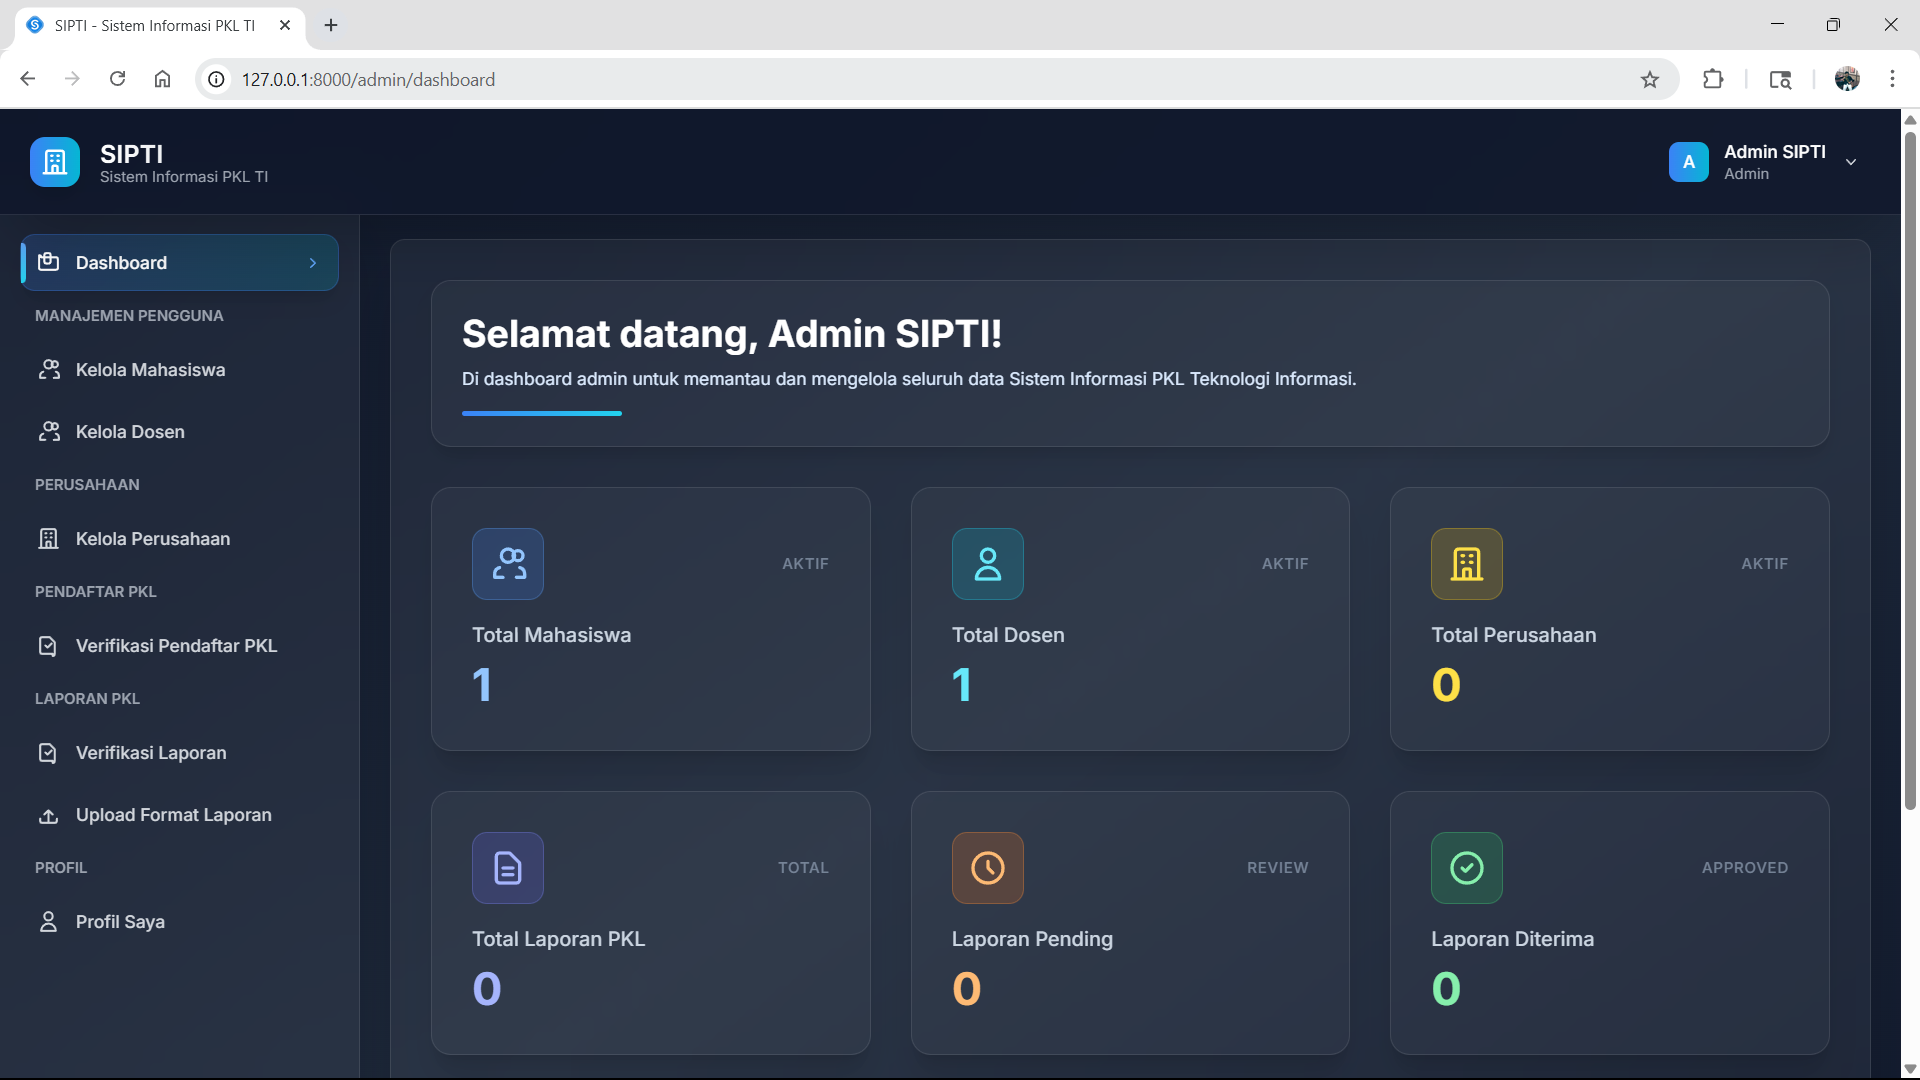 SIPTI - Sistem Informasi PKL TI
127.0.0.1:8000/admin/dashboard
SIPTI
Sistem Informasi PKL TI
A
Admin SIPTI
Admin
Dashboard
MANAJEMEN PENGGUNA
Kelola Mahasiswa
Kelola Dosen
PERUSAHAAN
Kelola Perusahaan
PENDAFTAR PKL
Verifikasi Pendaftar PKL
LAPORAN PKL
Verifikasi Laporan
Upload Format Laporan
PROFIL
Profil Saya
Selamat datang, Admin SIPTI!
Di dashboard admin untuk memantau dan mengelola seluruh data Sistem Informasi PKL Teknologi Informasi.
AKTIF
Total Mahasiswa
1
AKTIF
Total Dosen
1
AKTIF
Total Perusahaan
0
TOTAL
Total Laporan PKL
0
REVIEW
Laporan Pending
0
APPROVED
Laporan Diterima
0